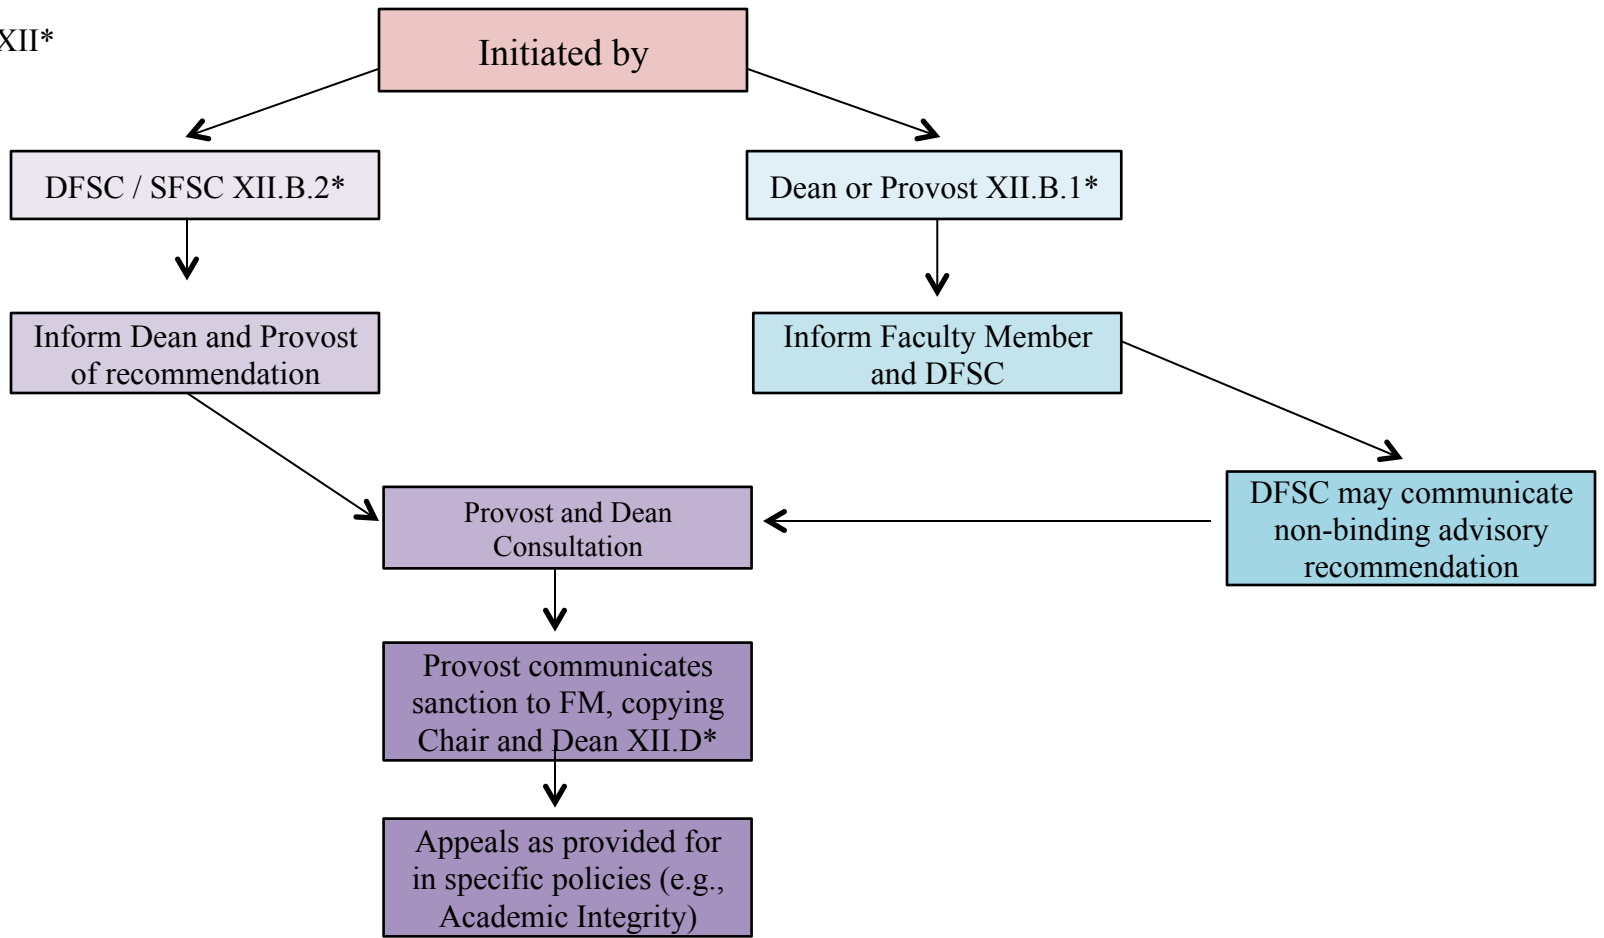 XII*
Initiated by
DFSC / SFSC XII.B.2*
Dean or Provost XII.B.1*
Inform Dean and Provost
of recommendation
Inform Faculty Member
and DFSC
DFSC may communicate
non-binding advisory
recommendation
Provost and Dean
Consultation
Provost communicates
sanction to FM, copying
Chair and Dean XII.D*
Appeals as provided for
in specific policies (e.g.,
Academic Integrity)